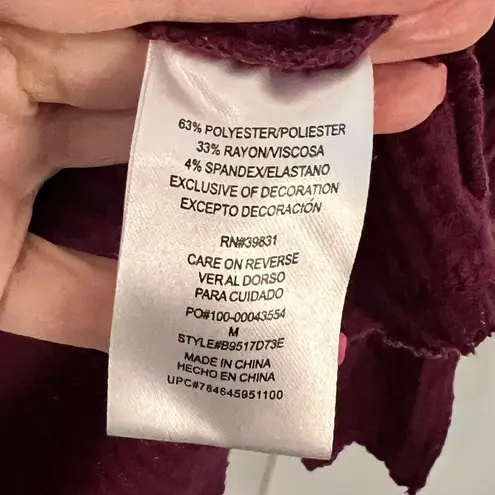 63% POLYESTER/POLIESTER
33% RAYON/VISCOSA
4% SPANDEX/ELASTANO
EXCLUSIVE OF DECORATION
EXCEPTO DECORACIÓN
RN#39831
CARE ON REVERSE
VER AL DORSO
PARA CUIDADO
PO#100-00043554
M
STYLE#B9517D73E
MADE IN CHINA
HECHO EN CHINA
UPC#784645951100